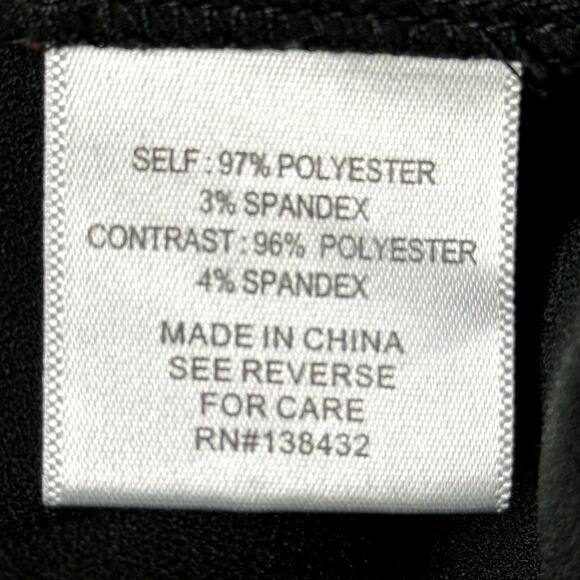 SELF : 97% POLYESTER
3% SPANDEX
CONTRAST : 96% POLYESTER
4% SPANDEX
MADE IN CHINA
SEE REVERSE
FOR CARE
RN#138432